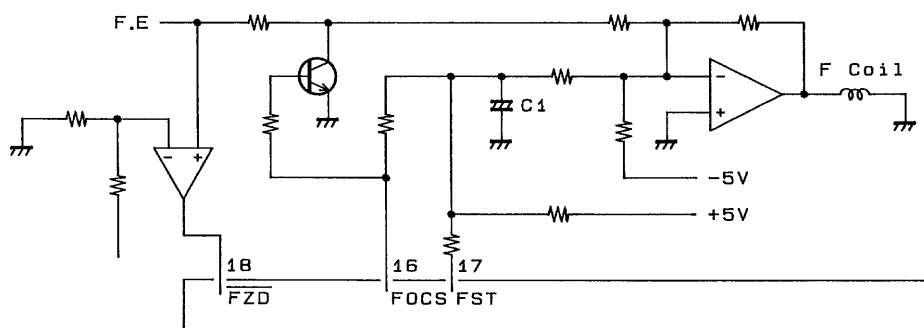 F.E
F Coil
-
+
C1
-
+
-5V
+5V
18
16
17
FZD
FOCS
FST